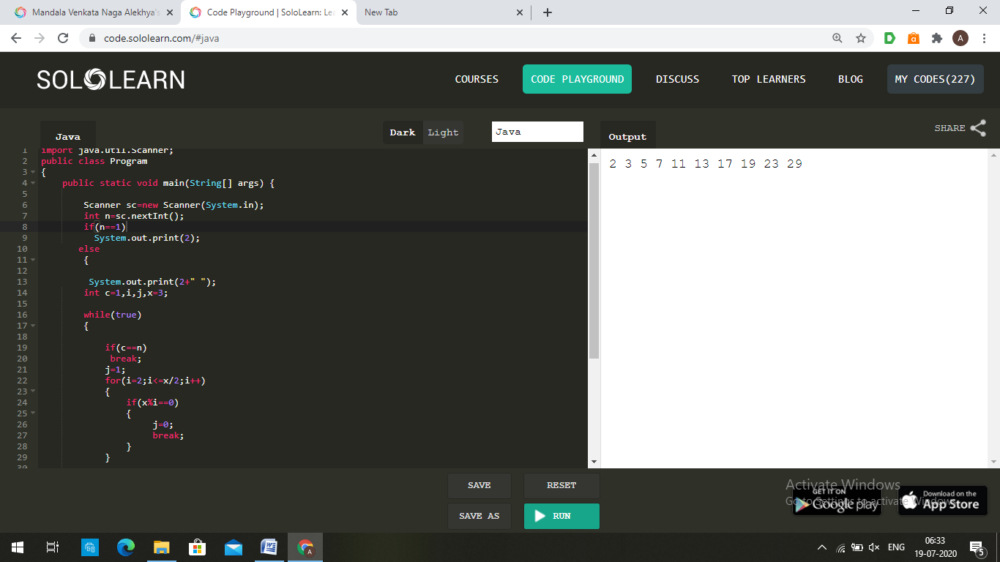 Mandala Venkata Naga Alekhya's
Code Playground | SoloLearn: Lea
New Tab
code.sololearn.com/#java
A
SOLOLEARN
COURSES
CODE PLAYGROUND
DISCUSS
TOP LEARNERS
BLOG
MY CODES(227)
Java
Dark
Light
Java
Output
SHARE
1 import java.util.Scanner;
2 public class Program
3 {
4 public static void main(String[] args) {
5
6 Scanner sc=new Scanner(System.in);
7 int n=sc.nextInt();
8 if(n==1)
9 System.out.print(2);
10 else
11 {
12
13 System.out.print(2+" ");
14 int c=1,i,j,x=3;
15
16 while(true)
17 {
18
19 if(c==n)
20 break;
21 j=1;
22 for(i=2;i<=x/2;i++)
23 {
24 if(x%i==0)
25 {
26 j=0;
27 break;
28 }
29 }
30
2 3 5 7 11 13 17 19 23 29
SAVE
RESET
SAVE AS
RUN
Activate Windows
Go to Settings to activate Windows.
GET IT ON
Google play
Download on the
App Store
ENG
06:33
19-07-2020
5